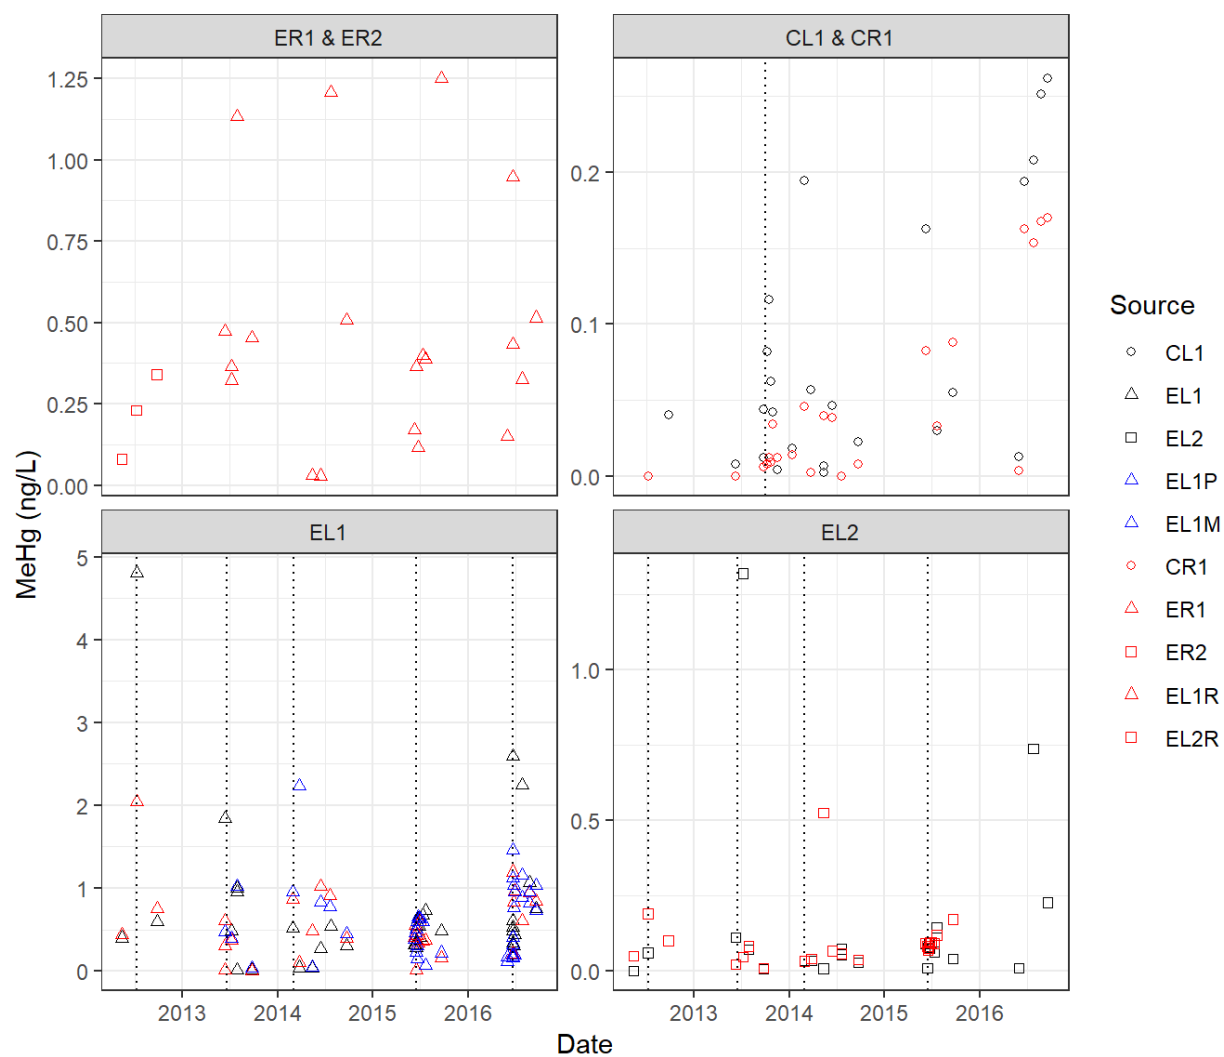 ER1 & ER2
CL1 & CR1
1.25
1.00
0.75
0.50
0.25
0.00
0.2
0.1
0.0
MeHg (ng/L)
EL1
EL2
5
4
3
2
1
0
1.0
0.5
0.0
2013 2014 2015 2016
2013 2014 2015 2016
Date
Source
CL1
EL1
EL2
EL1P
EL1M
CR1
ER1
ER2
EL1R
EL2R